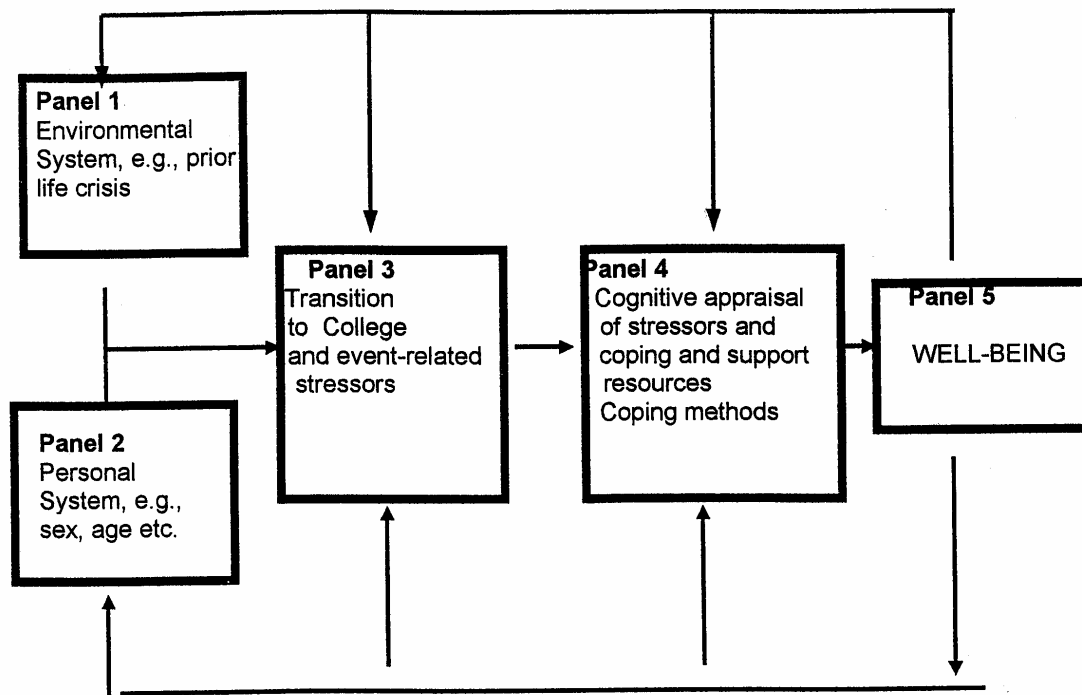 Panel 1
Environmental
System, e.g., prior
life crisis
Panel 2
Personal
System, e.g.,
sex, age etc.
Panel 3
Transition
to College
and event-related
stressors
Panel 4
Cognitive appraisal
of stressors and
coping and support
resources
Coping methods
Panel 5
WELL-BEING